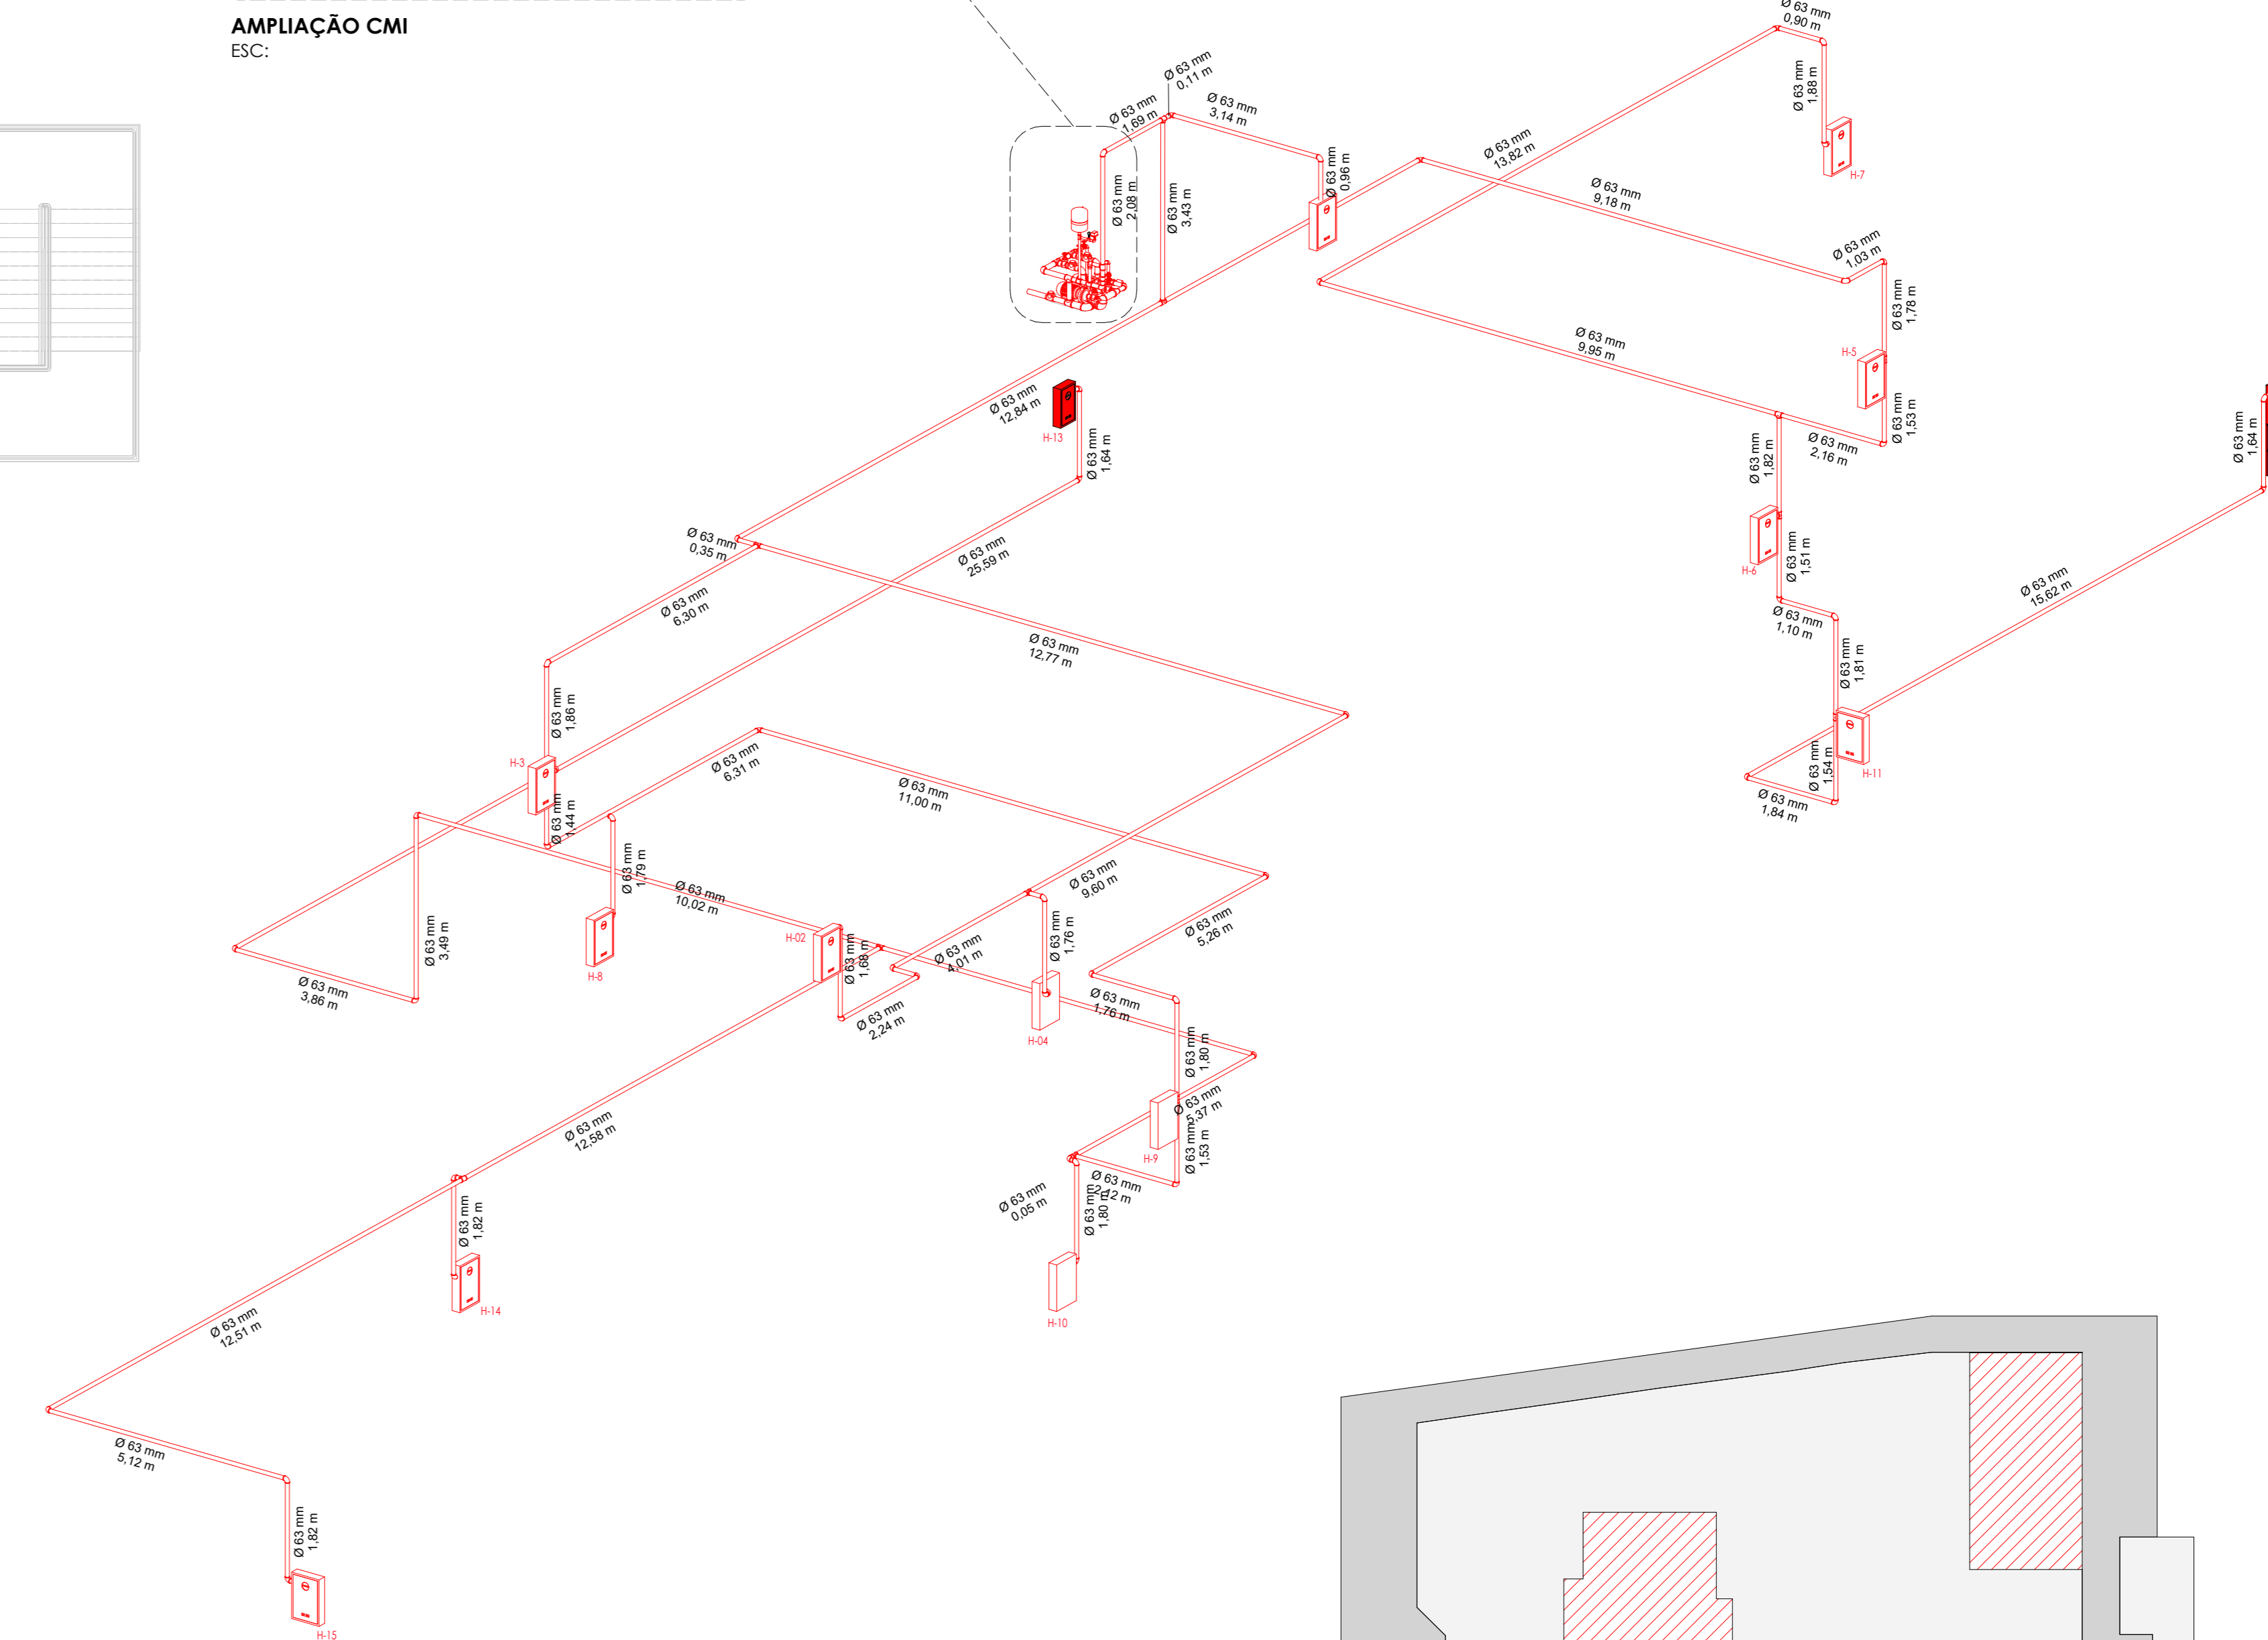 AMPLIAÇÃO CMI
ESC:
Ø 63 mm
0,90 m
Ø 63 mm
0,11 m
Ø 63 mm
1,69 m
Ø 63 mm
3,14 m
Ø 63 mm
1,88 m
H-7
Ø 63 mm
13,82 m
Ø 63 mm
0,96 m
Ø 63 mm
2,08 m
Ø 63 mm
3,43 m
Ø 63 mm
9,18 m
Ø 63 mm
1,03 m
Ø 63 mm
1,78 m
H-5
Ø 63 mm
9,95 m
Ø 63 mm
1,53 m
Ø 63 mm
2,16 m
Ø 63 mm
12,84 m
H-13
Ø 63 mm
1,64 m
Ø 63 mm
1,82 m
Ø 63 mm
1,64 m
Ø 63 mm
0,35 m
Ø 63 mm
25,59 m
H-6
Ø 63 mm
1,51 m
Ø 63 mm
15,62 m
Ø 63 mm
6,30 m
Ø 63 mm
1,10 m
Ø 63 mm
12,77 m
Ø 63 mm
1,81 m
Ø 63 mm
1,86 m
H-3
Ø 63 mm
6,31 m
Ø 63 mm
1,54 m
H-11
Ø 63 mm
11,00 m
Ø 63 mm
1,84 m
Ø 63 mm
1,44 m
Ø 63 mm
1,79 m
Ø 63 mm
10,02 m
Ø 63 mm
9,60 m
Ø 63 mm
5,26 m
Ø 63 mm
3,49 m
H-02
Ø 63 mm
1,68 m
Ø 63 mm
4,01 m
Ø 63 mm
1,76 m
H-8
Ø 63 mm
3,86 m
Ø 63 mm
2,24 m
H-04
Ø 63 mm
1,76 m
Ø 63 mm
1,80 m
Ø 63 mm
5,37 m
Ø 63 mm
12,58 m
H-9
Ø 63 mm
1,53 m
Ø 63 mm
2,12 m
Ø 63 mm
0,05 m
Ø 63 mm
1,80 m
Ø 63 mm
1,82 m
H-14
H-10
Ø 63 mm
12,51 m
Ø 63 mm
5,12 m
Ø 63 mm
1,82 m
H-15